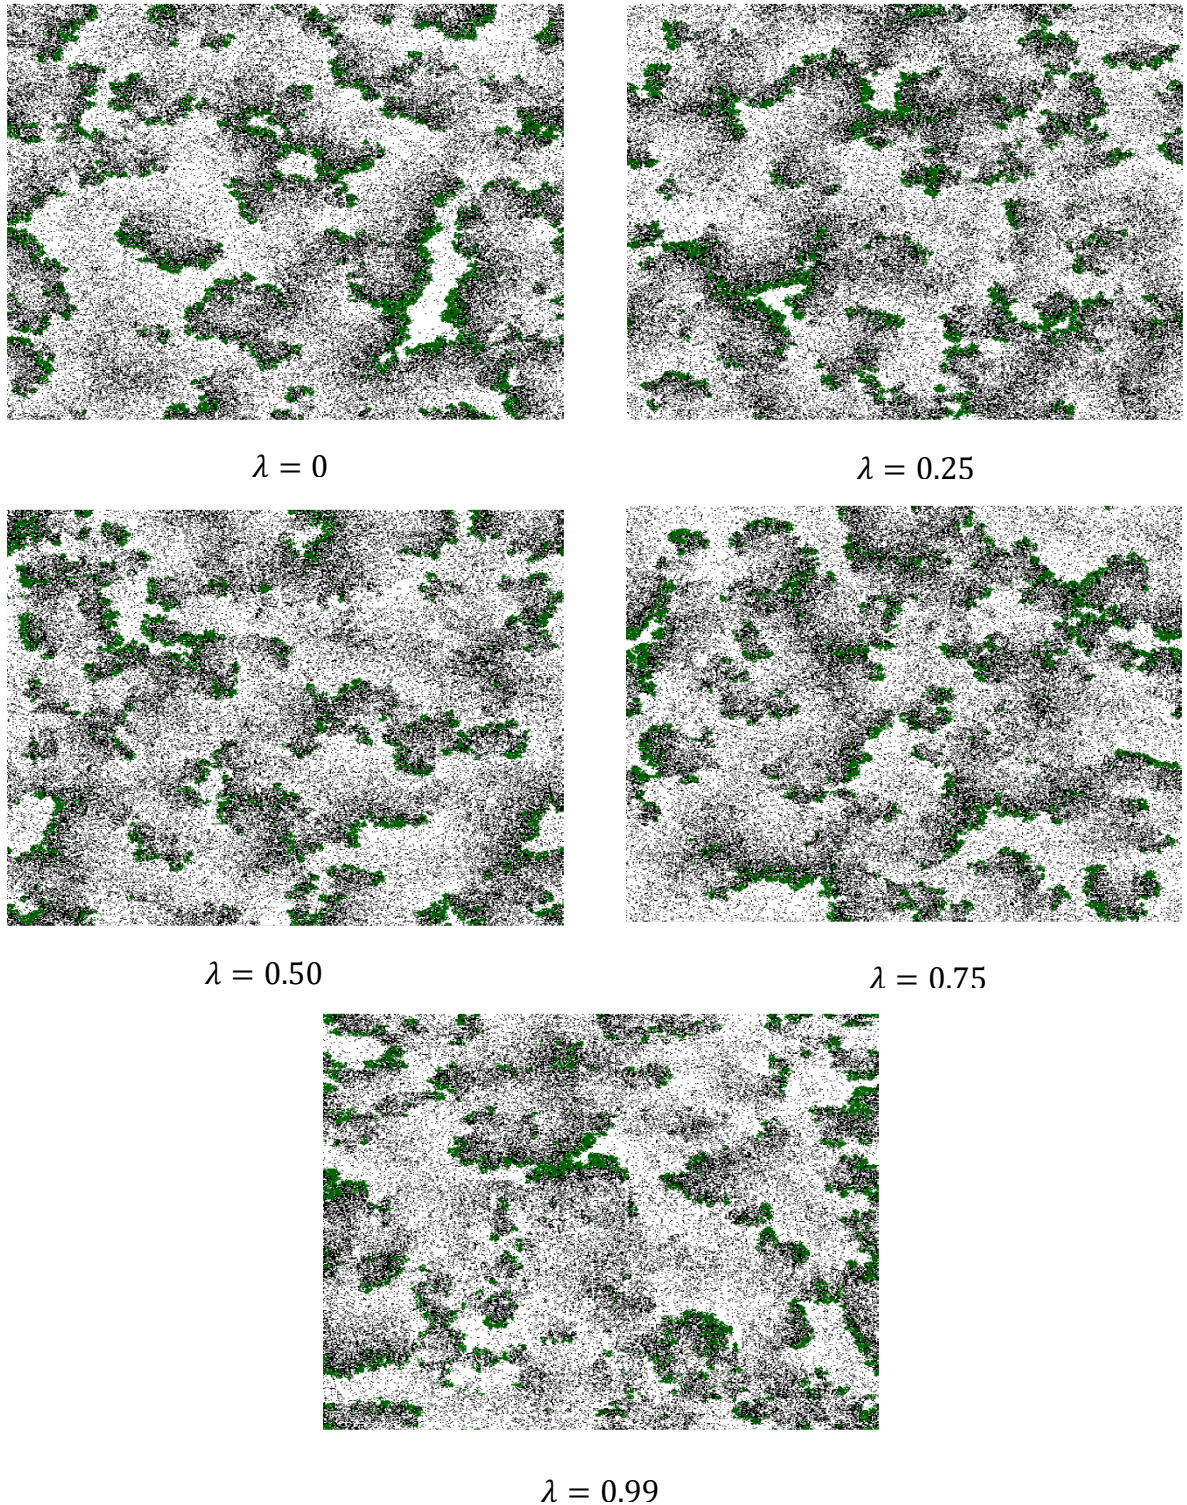 λ = 0
λ = 0.25
λ = 0.50
λ = 0.75
λ = 0.99